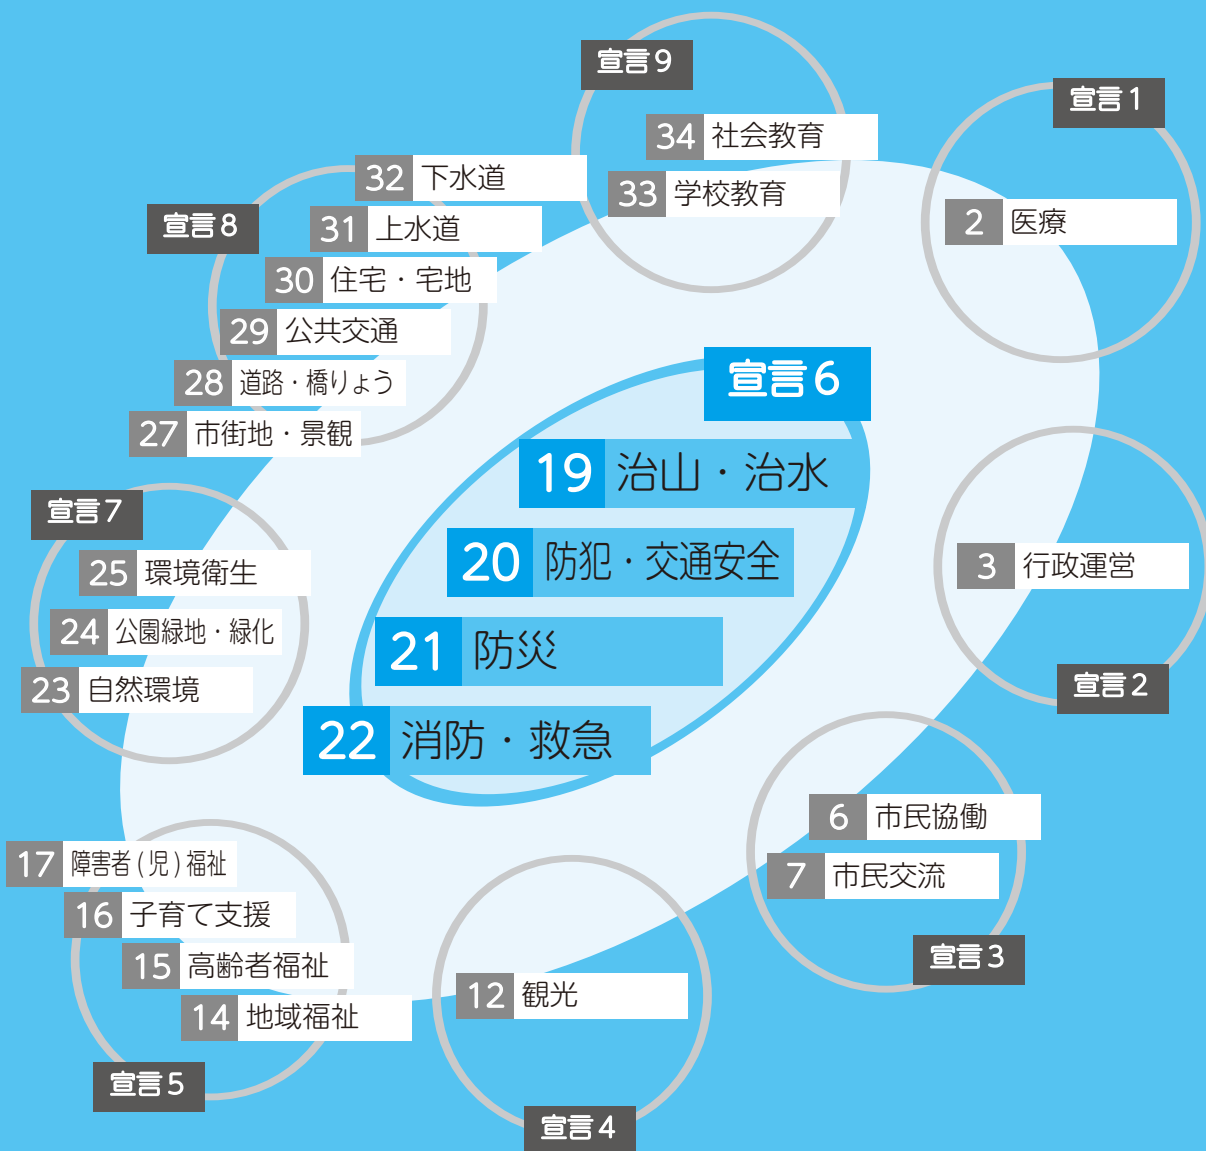 宣言9
34 社会教育
33 学校教育
宣言1
2 医療
32 下水道
宣言8
31 上水道
30 住宅・宅地
29 公共交通
28 道路・橋りょう
27 市街地・景観
宣言6
19 治山・治水
20 防犯・交通安全
21 防災
22 消防・救急
宣言7
25 環境衛生
24 公園緑地・緑化
23 自然環境
3 行政運営
宣言2
6 市民協働
7 市民交流
宣言3
17 障害者(児)福祉
16 子育て支援
15 高齢者福祉
14 地域福祉
宣言5
12 観光
宣言4